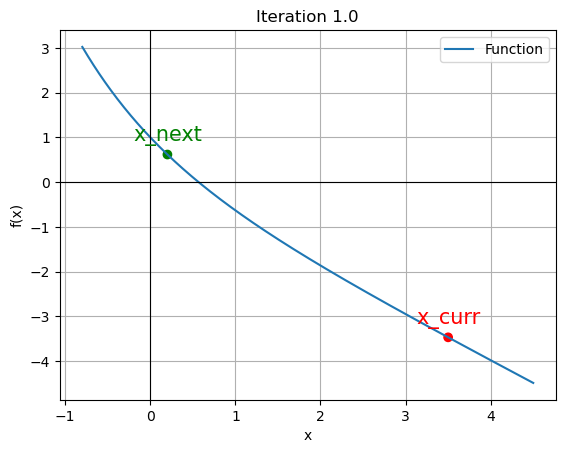 Iteration 1.0
Function
x_next
x_curr
f(x)
3
2
1
0
−1
−2
−3
−4
−1
0
1
2
3
4
x